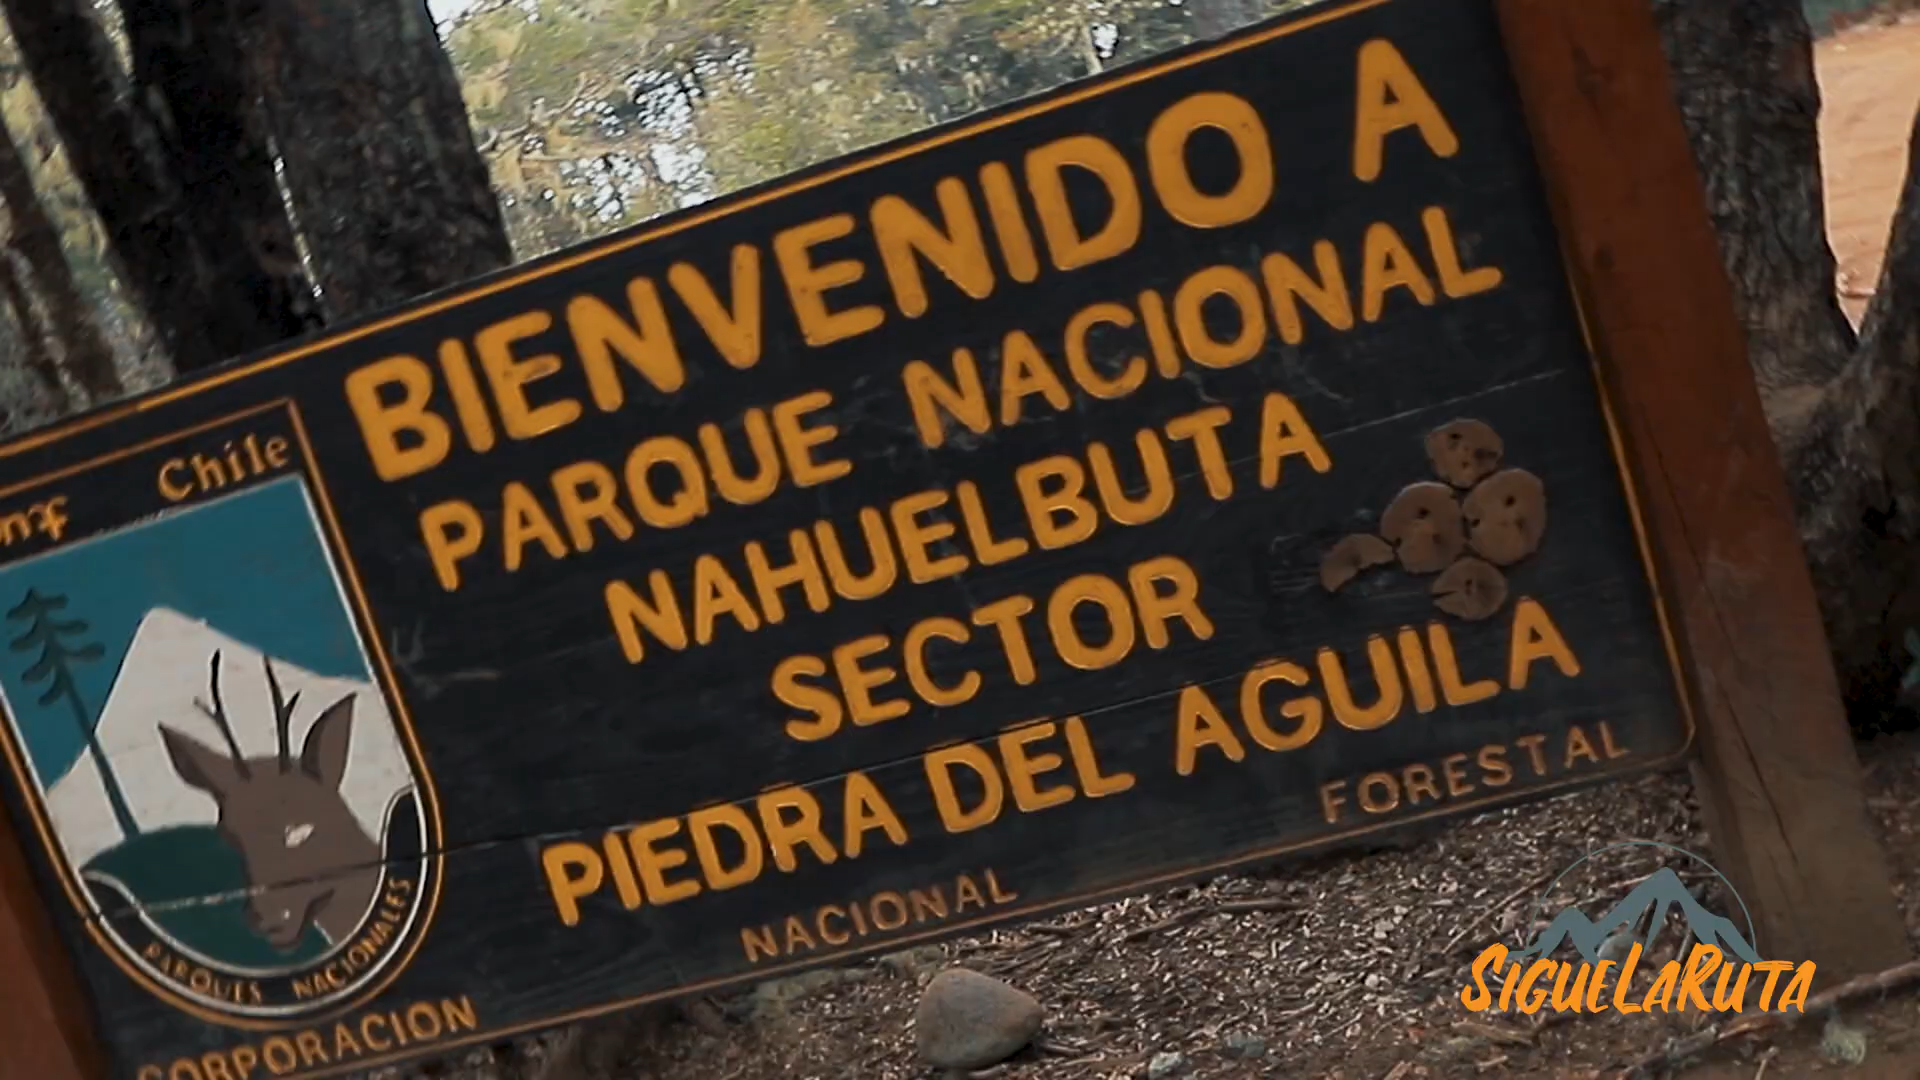 BIENVENIDO A
PARQUE NACIONAL
NAHUELBUTA
SECTOR
PIEDRA DEL AGUILA
Chile
PARQUES NACIONALES
CORPORACION NACIONAL FORESTAL
SIGUELARUTA